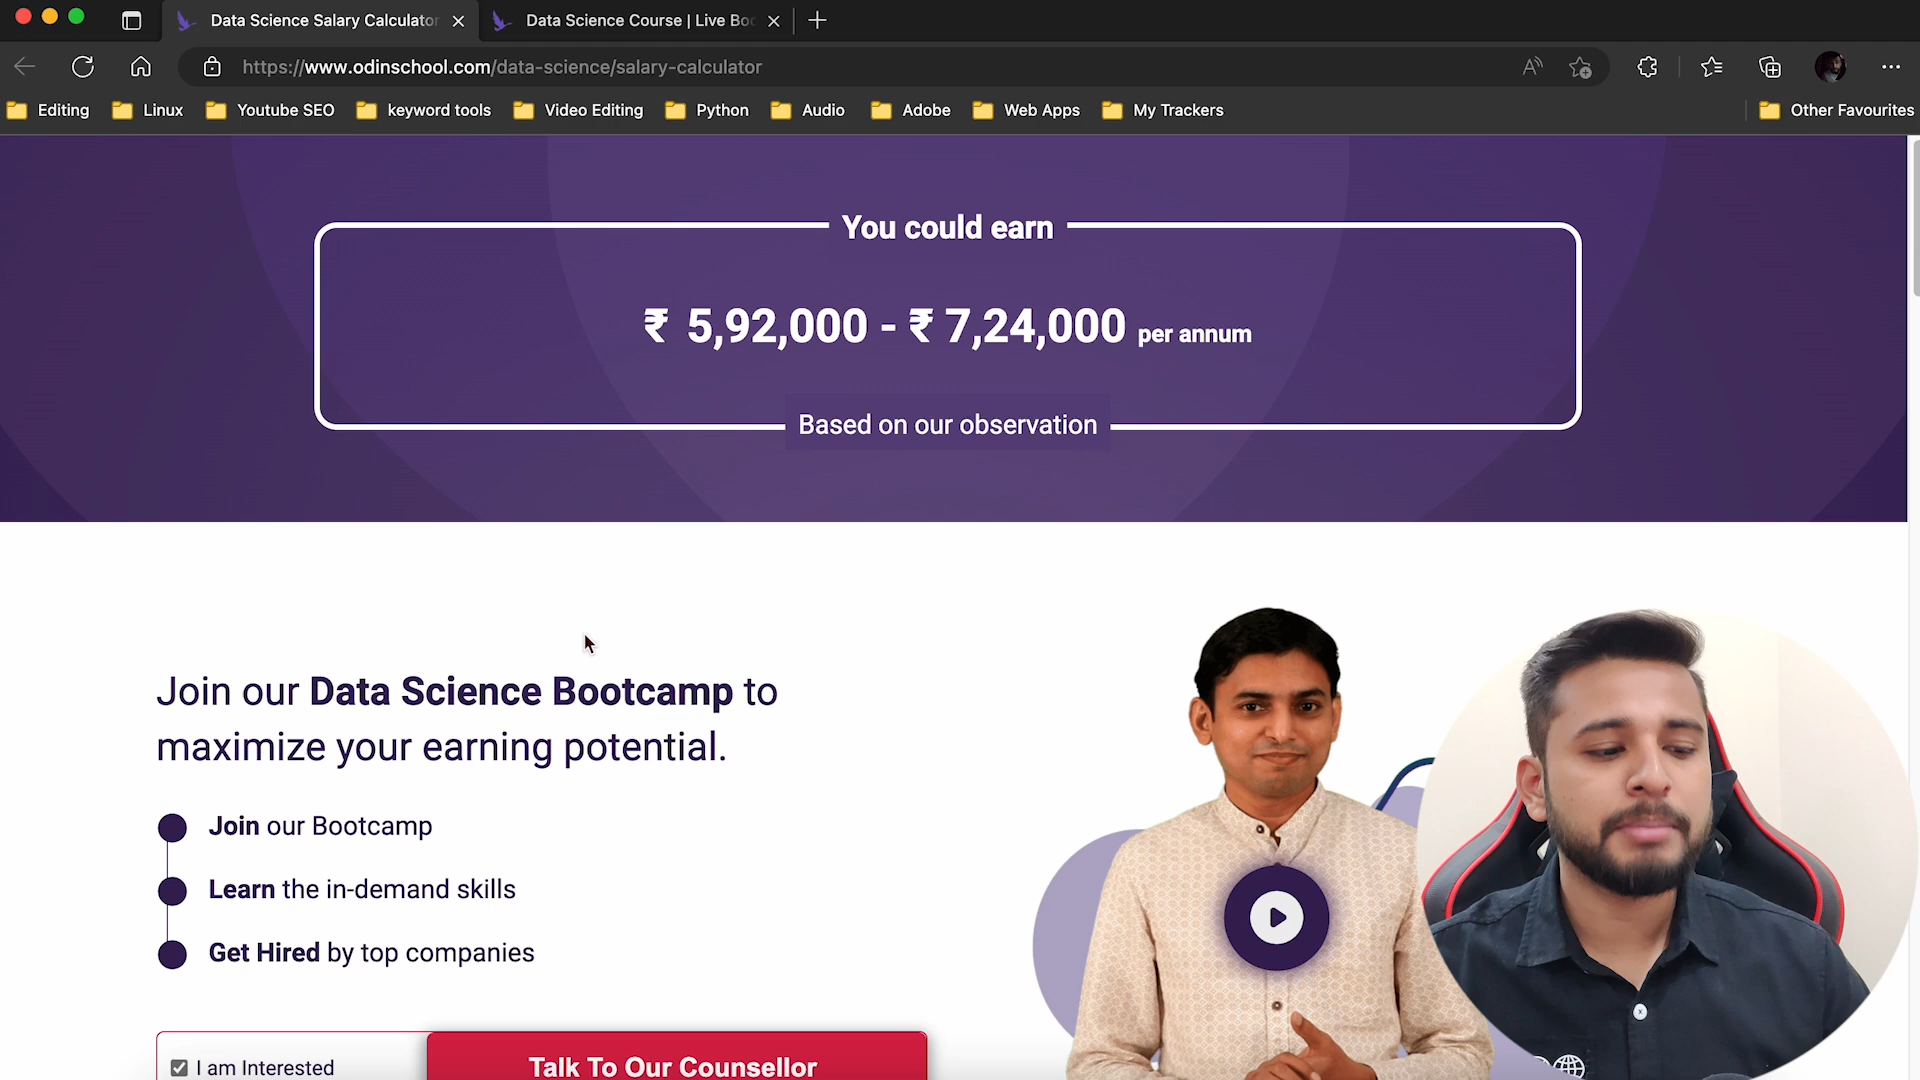 Data Science Salary Calculator
Data Science Course | Live Boo
https://www.odinschool.com/data-science/salary-calculator
Editing
Linux
Youtube SEO
keyword tools
Video Editing
Python
Audio
Adobe
Web Apps
My Trackers
Other Favourites
You could earn
₹ 5,92,000 - ₹ 7,24,000 per annum
Based on our observation
Join our Data Science Bootcamp to
maximize your earning potential.
Join our Bootcamp
Learn the in-demand skills
Get Hired by top companies
I am Interested
Talk To Our Counsellor